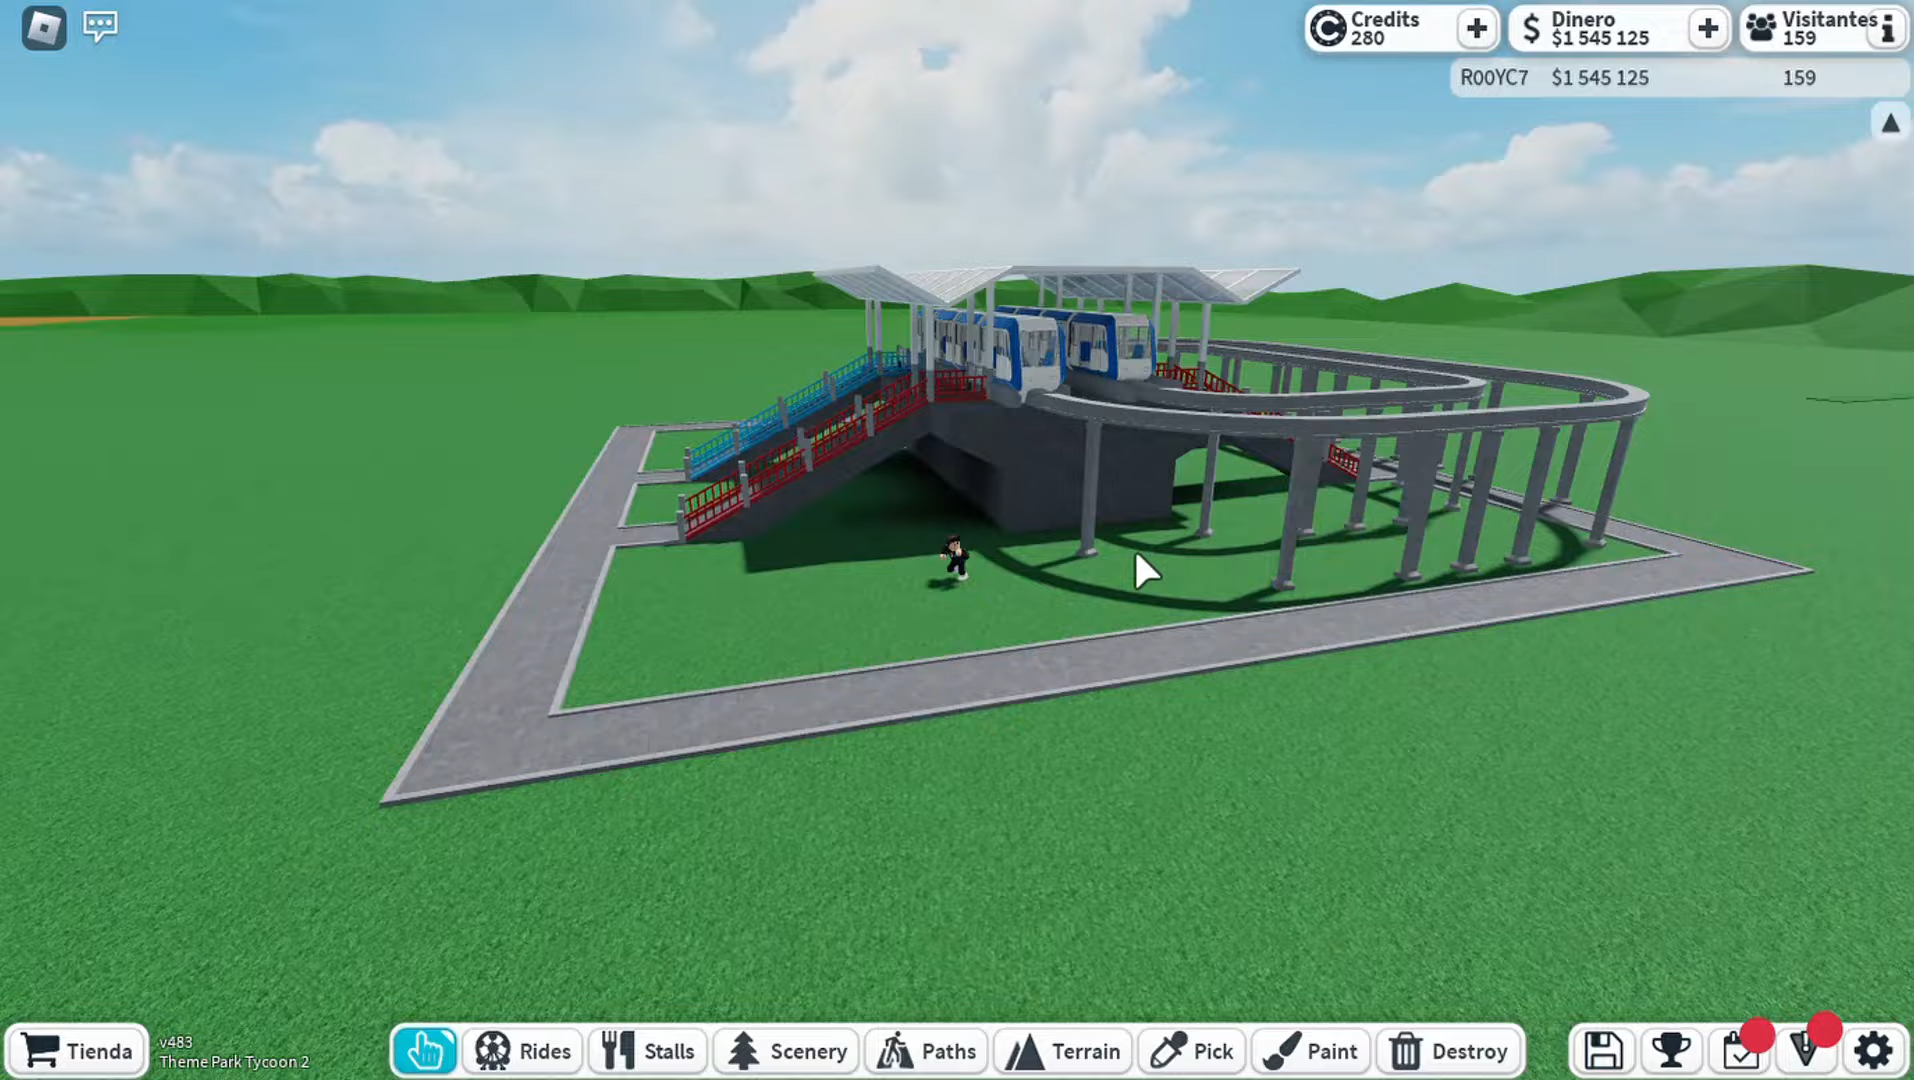 Credits
280
Dinero
$1 545 125
Visitantes
159
R00YC7 $1 545 125 159
Tienda
v483
Theme Park Tycoon 2
Rides
Stalls
Scenery
Paths
Terrain
Pick
Paint
Destroy